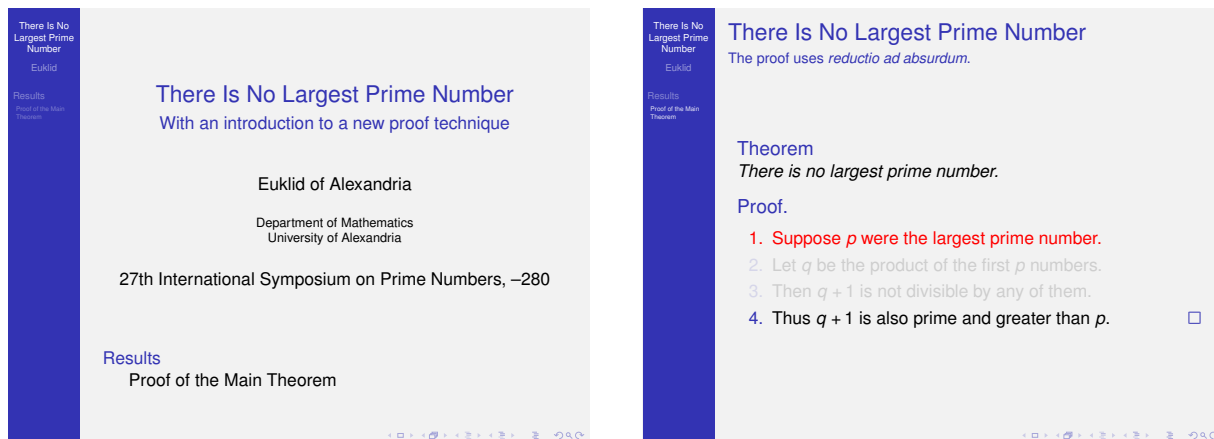 There Is No
Largest Prime
Number
Euklid
Results
Proof of the Main
Theorem
There Is No Largest Prime Number
With an introduction to a new proof technique
Euklid of Alexandria
Department of Mathematics
University of Alexandria
27th International Symposium on Prime Numbers, –280
Results
Proof of the Main Theorem
There Is No
Largest Prime
Number
Euklid
Results
Proof of the Main
Theorem
There Is No Largest Prime Number
The proof uses reductio ad absurdum.
Theorem
There is no largest prime number.
Proof.
1. Suppose p were the largest prime number.
2. Let q be the product of the first p numbers.
3. Then q + 1 is not divisible by any of them.
4. Thus q + 1 is also prime and greater than p. □